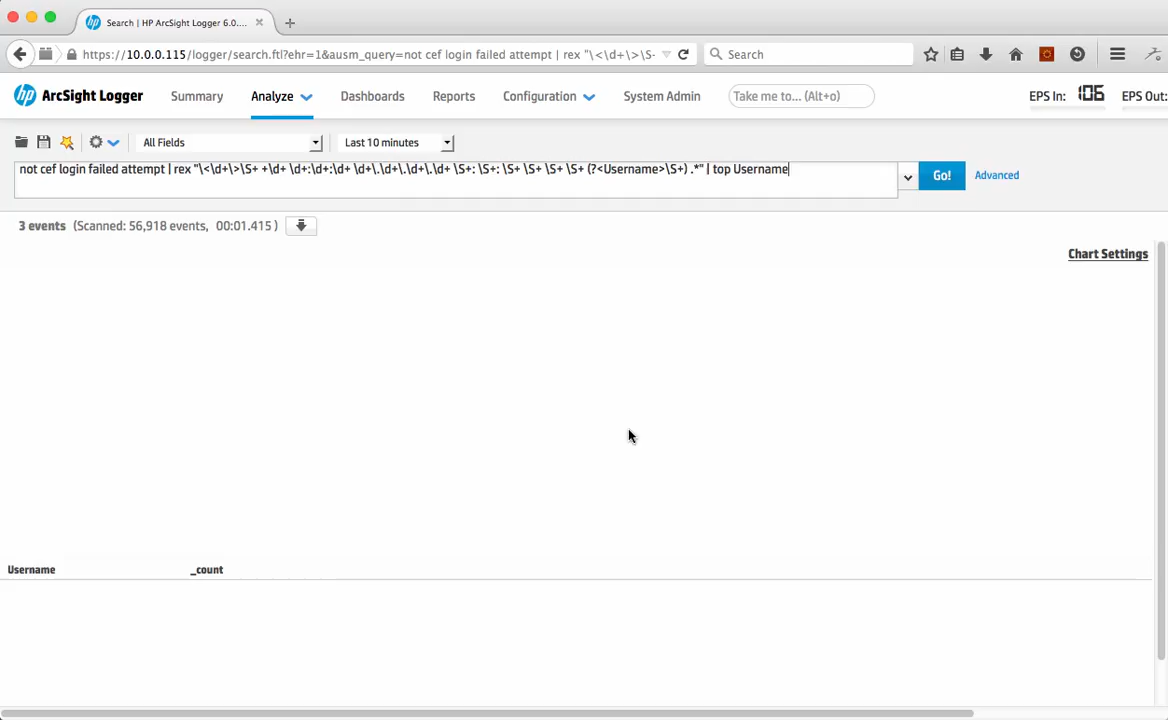 Search | HP ArcSight Logger 6.0....
https://10.0.0.115/logger/search.ftl?ehr=1&ausm_query=not cef login failed attempt | rex "\<\d+\>\S-
Search
hp ArcSight Logger Summary Analyze Dashboards Reports Configuration System Admin Take me to... (Alt+o) EPS In: 106 EPS Out:
All Fields Last 10 minutes
not cef login failed attempt | rex "\<\d+\>\S+ +\d+ \d+:\d+:\d+ \d+\.\d+\.\d+\.\d+ \S+: \S+: \S+ \S+ \S+ \S+ (?<Username>\S+) .*" | top Username
Go! Advanced
3 events (Scanned: 56,918 events, 00:01.415 )
Chart Settings
Username _count